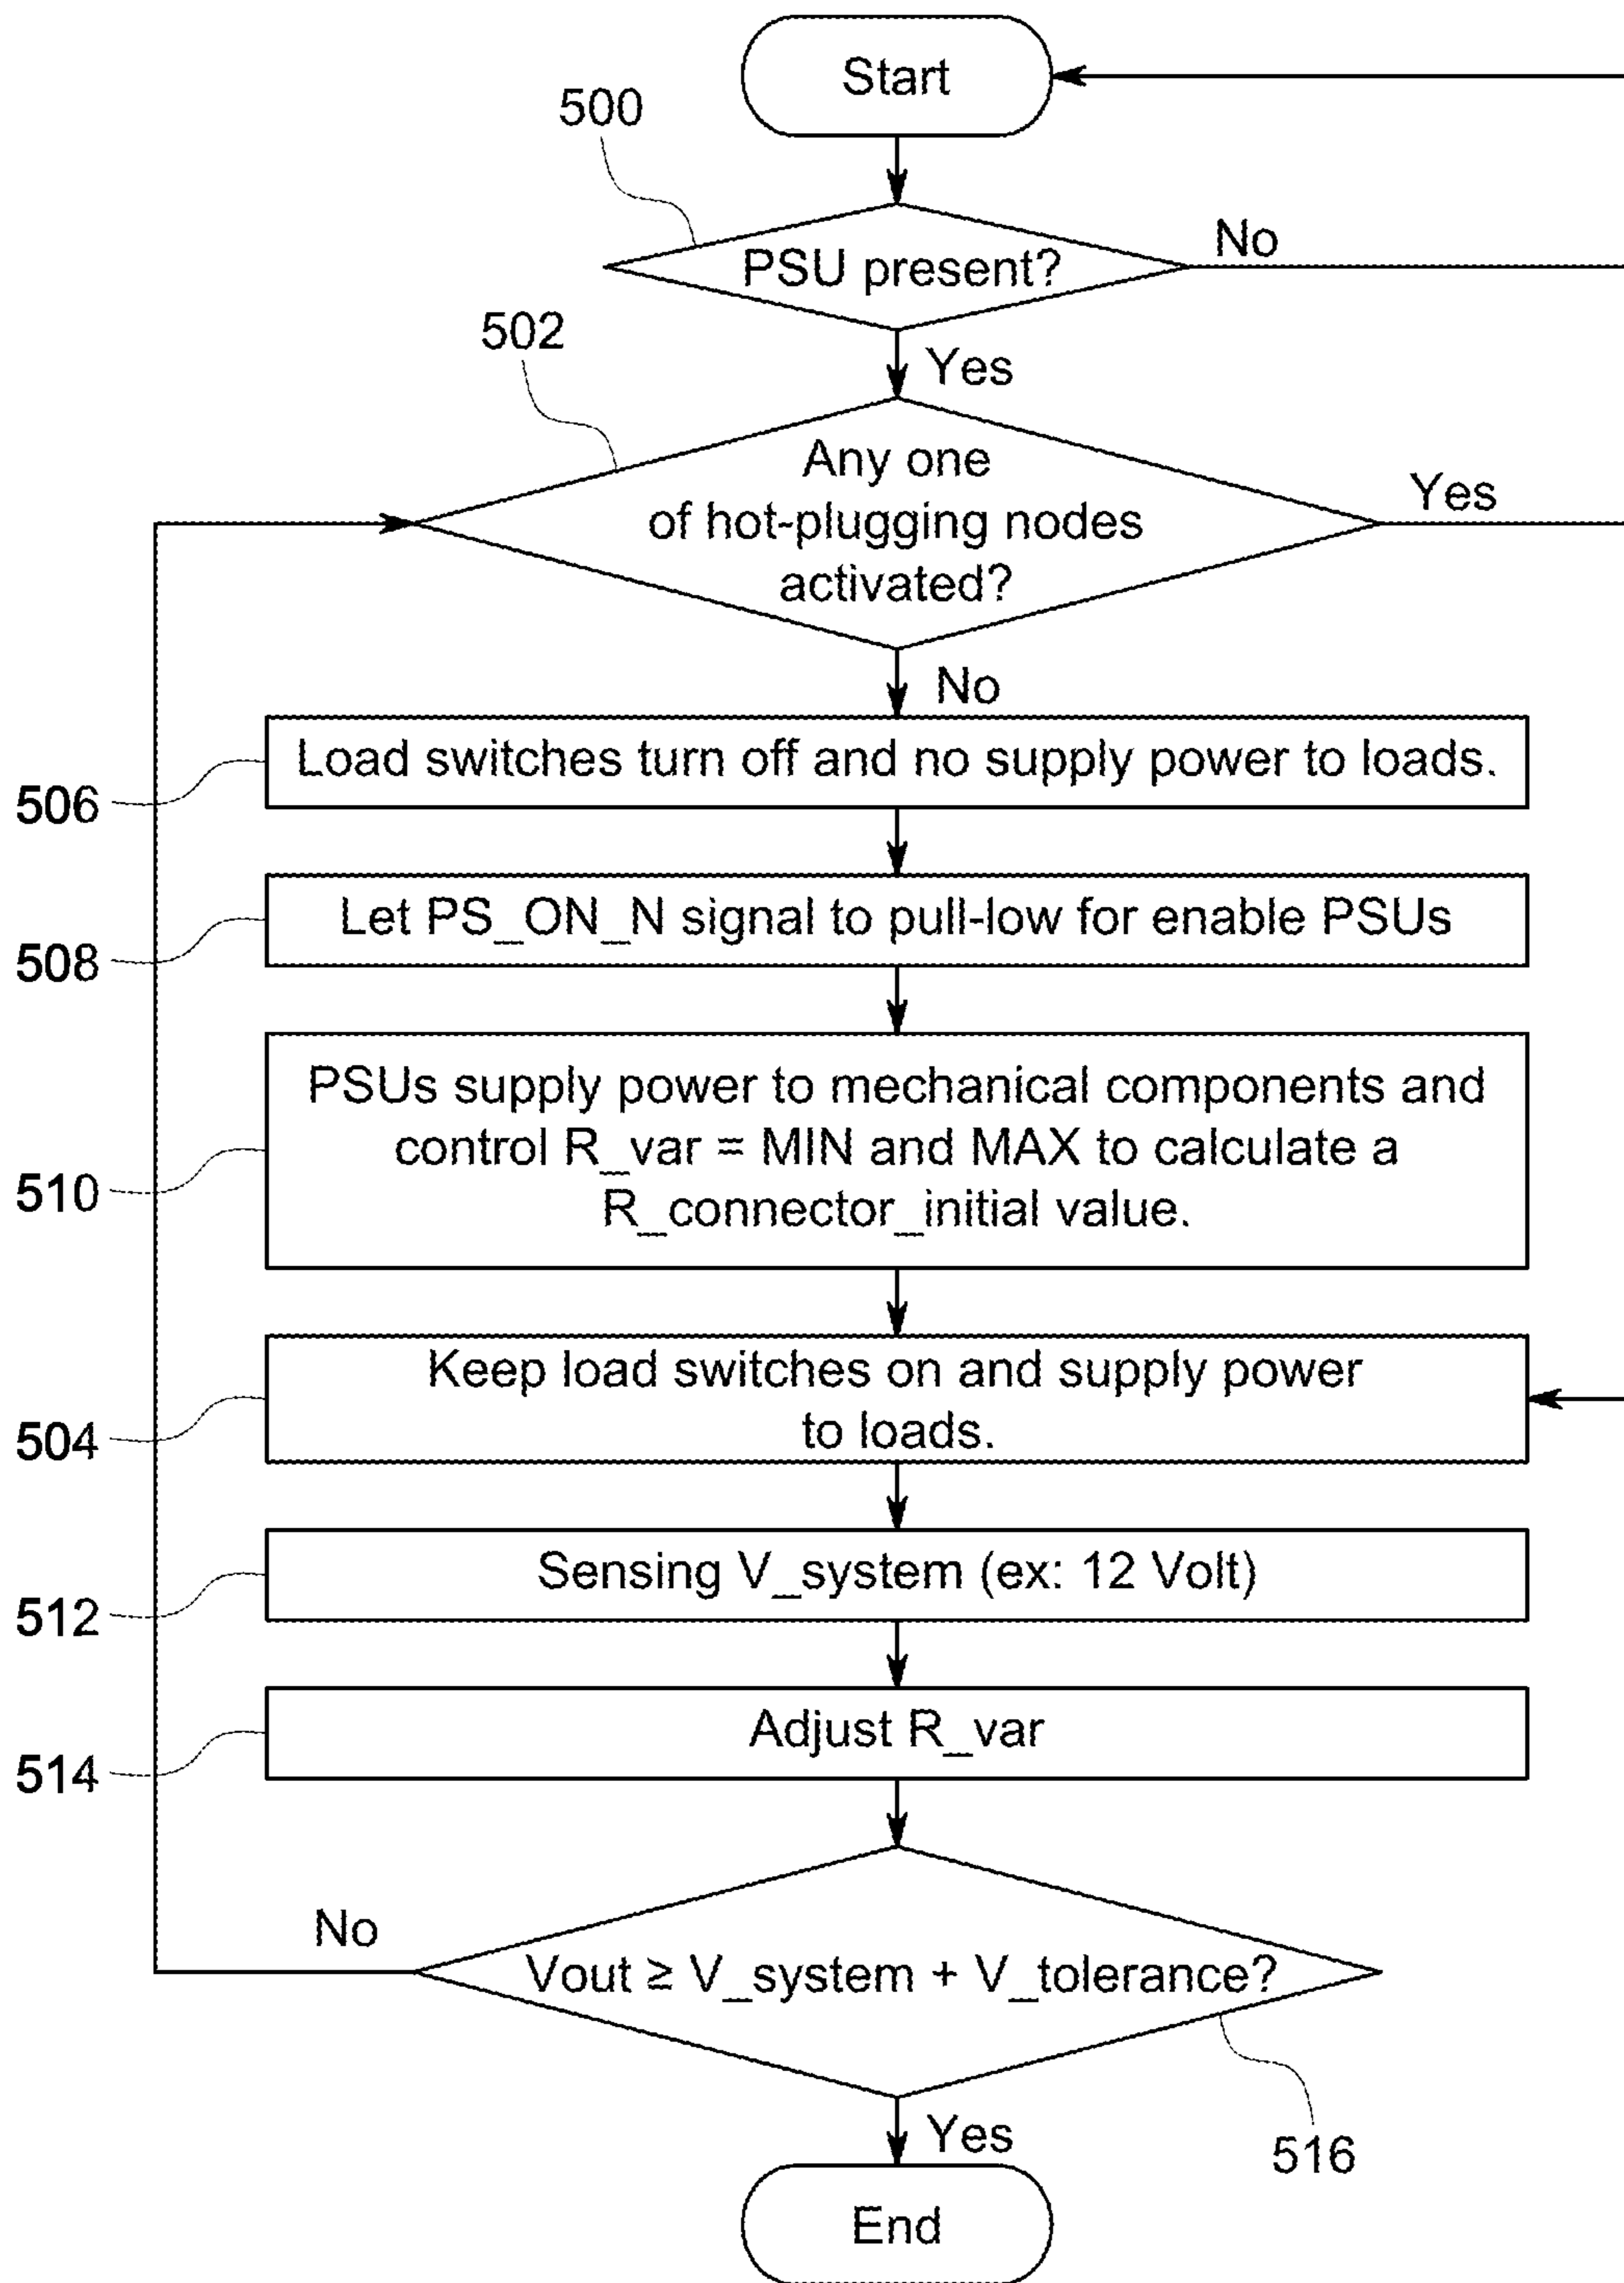 Start
500
PSU present?
No
Yes
502
Any one
of hot-plugging nodes
activated?
Yes
No
506
Load switches turn off and no supply power to loads.
508
Let PS_ON_N signal to pull-low for enable PSUs
510
PSUs supply power to mechanical components and
control R_var = MIN and MAX to calculate a
R_connector_initial value.
504
Keep load switches on and supply power
to loads.
512
Sensing V_system (ex: 12 Volt)
514
Adjust R_var
No
Vout ≥ V_system + V_tolerance?
516
Yes
End